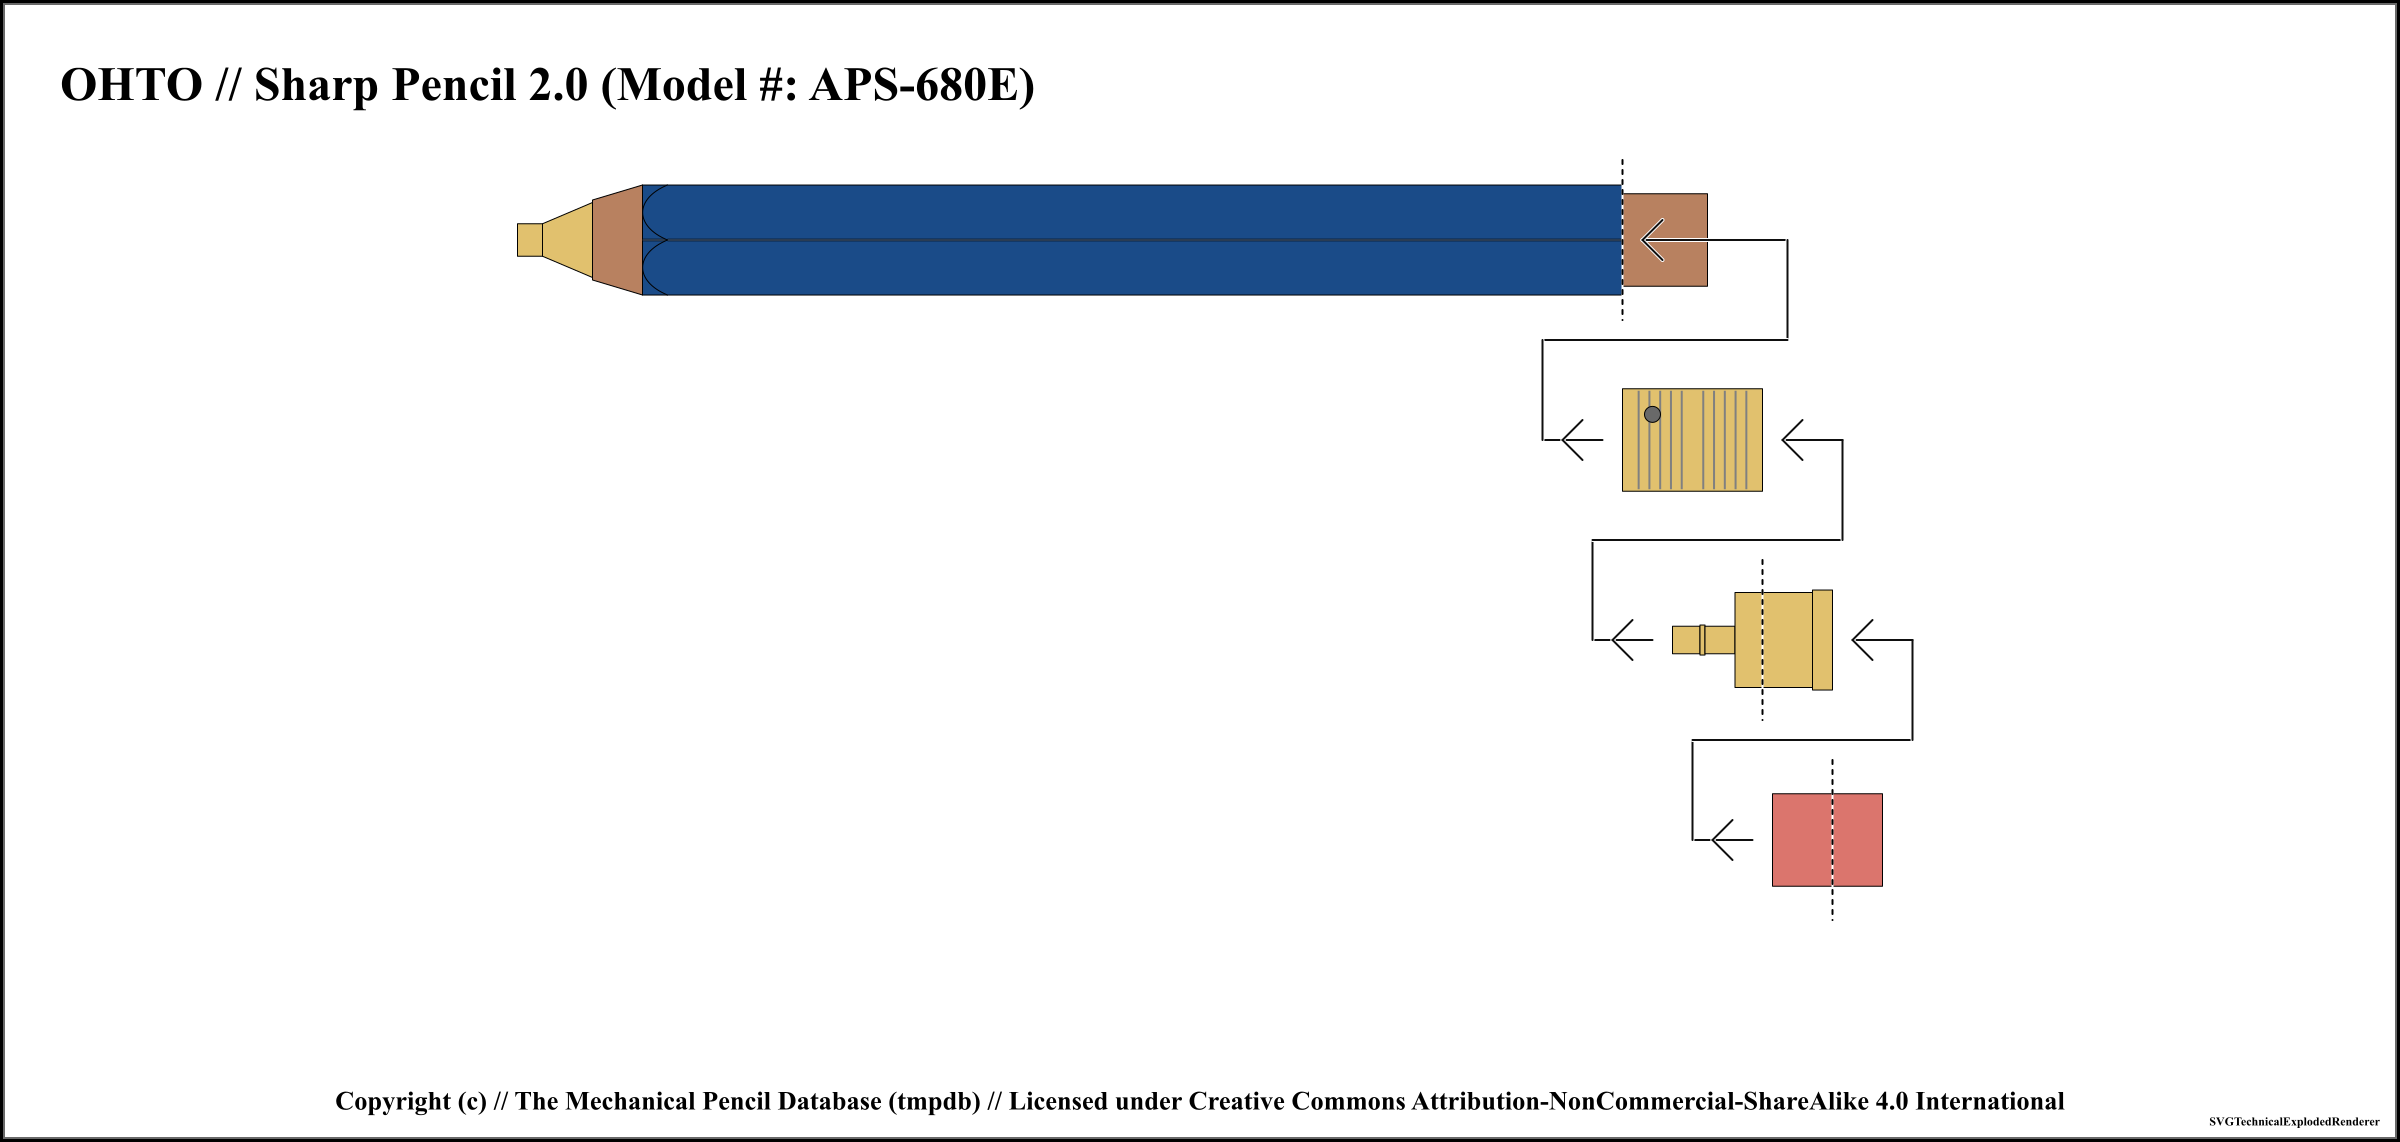 OHTO // Sharp Pencil 2.0 (Model #: APS-680E)
Copyright (c) // The Mechanical Pencil Database (tmpdb) // Licensed under Creative Commons Attribution-NonCommercial-ShareAlike 4.0 International
SVGTechnicalExplodedRenderer